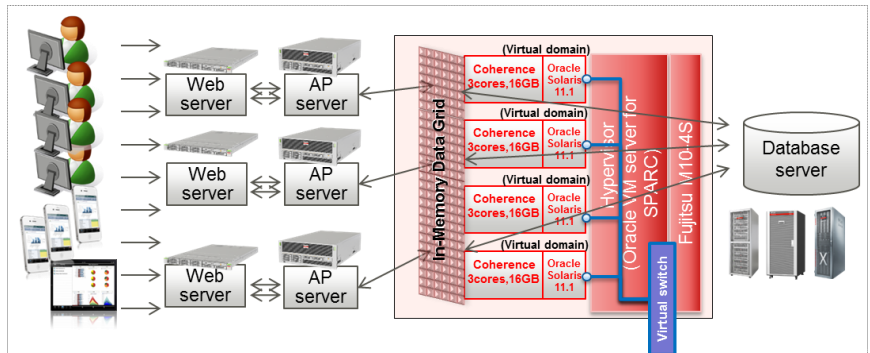 (Virtual domain)
Coherence
3cores,16GB
Oracle
Solaris
11.1
Web
server
AP
server
(Virtual domain)
Coherence
3cores,16GB
Oracle
Solaris
11.1
Web
server
AP
server
In-Memory Data Grid
(Virtual domain)
Coherence
3cores,16GB
Oracle
Solaris
11.1
(Virtual domain)
Coherence
3cores,16GB
Oracle
Solaris
11.1
Web
server
AP
server
Hypervisor
(Oracle VM server for
SPARC)
Fujitsu M10-4S
Virtual switch
Database
server